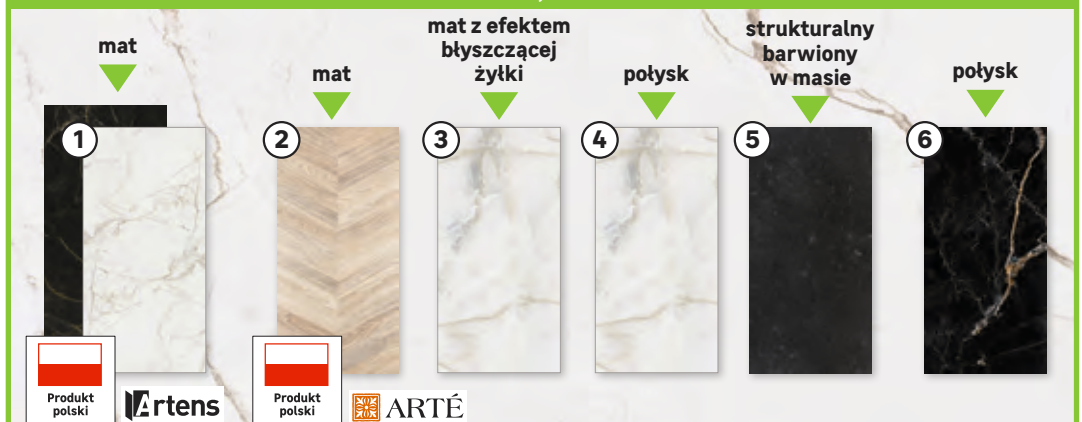 mat
mat
mat z efektem
błyszczącej
żyłki
połysk
strukturalny
barwiony
w masie
połysk
1
2
3
4
5
6
Produkt
polski
Artens
Produkt
polski
ARTÉ